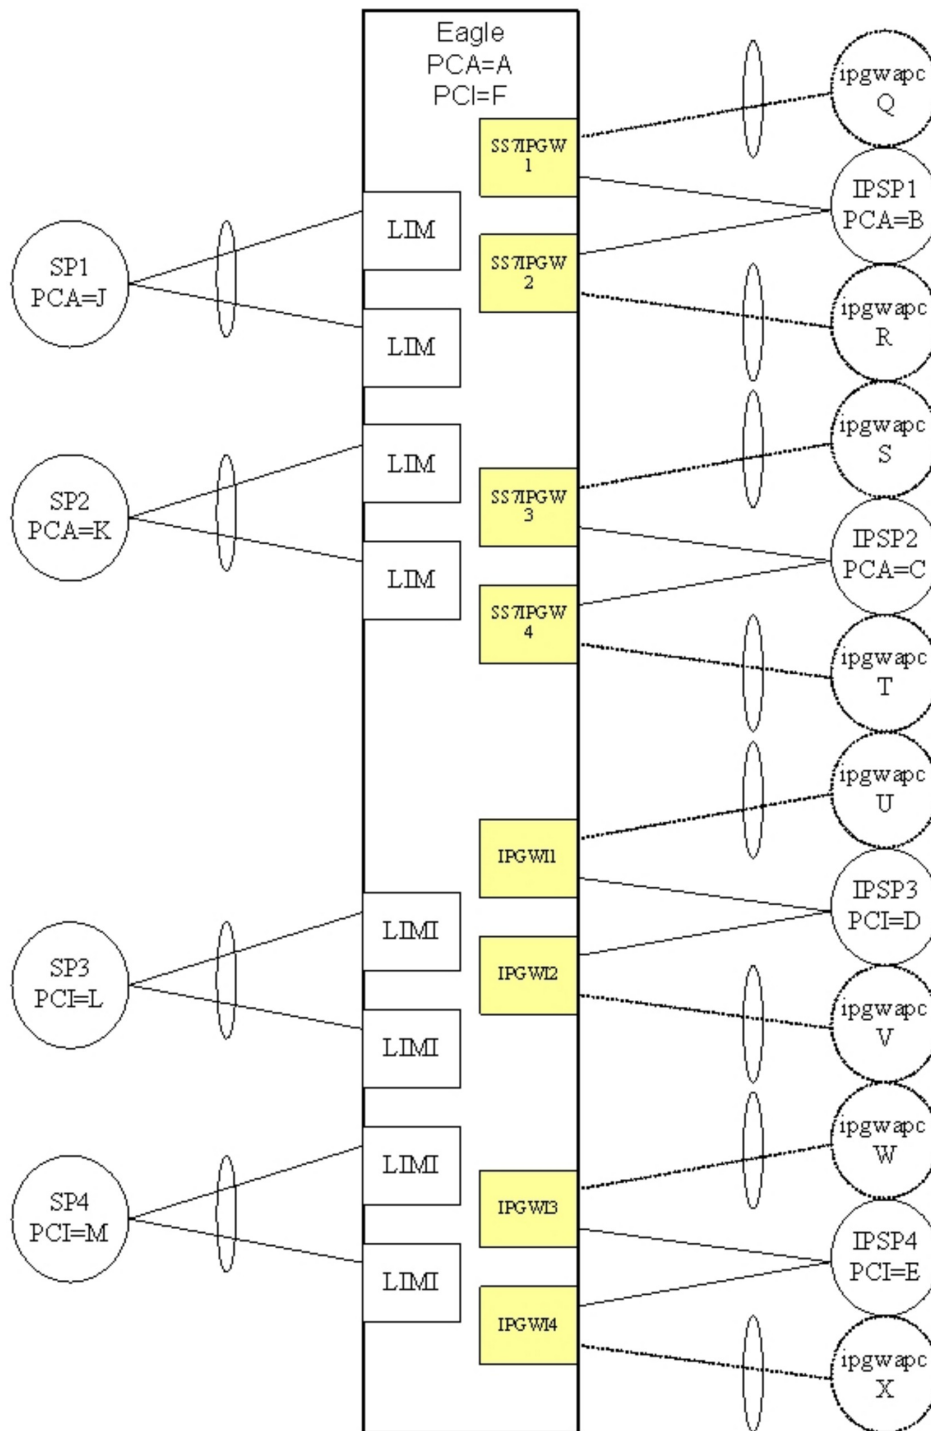 Eagle
PCA=A
PCI=F
ipgwapc
Q
SS7IPGW
1
IPSP1
PCA=B
LIM
SP1
PCA=J
SS7IPGW
2
ipgwapc
R
LIM
ipgwapc
S
LIM
SP2
PCA=K
SS7IPGW
3
IPSP2
PCA=C
LIM
SS7IPGW
4
ipgwapc
T
ipgwapc
U
IPGWI1
IPSP3
PCI=D
LIMI
SP3
PCI=L
IPGWI2
ipgwapc
V
LIMI
ipgwapc
W
LIMI
SP4
PCI=M
IPGWI3
IPSP4
PCI=E
LIMI
IPGWI4
ipgwapc
X